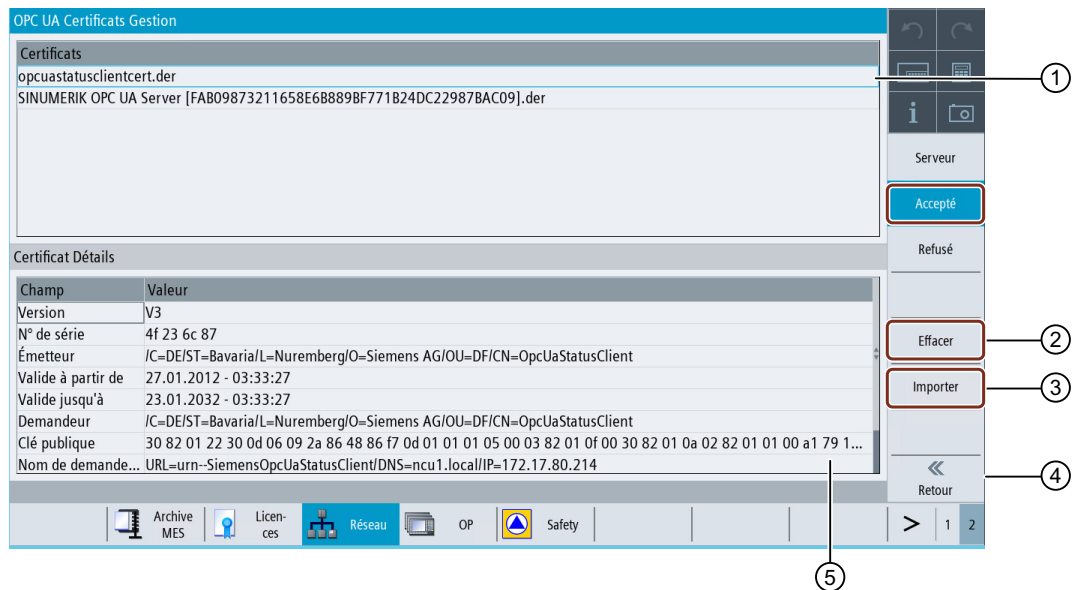 OPC UA Certificats Gestion
Certificats
opcuastatusclientcert.der
SINUMERIK OPC UA Server [FAB09873211658E6B889BF771B24DC22987BAC09].der
1
i
Serveur
Accepté
Refusé
Certificat Détails
Champ Valeur
Version V3
N° de série 4f 23 6c 87
Émetteur /C=DE/ST=Bavaria/L=Nuremberg/O=Siemens AG/OU=DF/CN=OpcUaStatusClient
Valide à partir de 27.01.2012 - 03:33:27
Valide jusqu'à 23.01.2032 - 03:33:27
Demandeur /C=DE/ST=Bavaria/L=Nuremberg/O=Siemens AG/OU=DF/CN=OpcUaStatusClient
Clé publique 30 82 01 22 30 0d 06 09 2a 86 48 86 f7 0d 01 01 01 05 00 03 82 01 0f 00 30 82 01 0a 02 82 01 01 00 a1 79 1...
Nom de demande... URL=urn--SiemensOpcUaStatusClient/DNS=ncu1.local/IP=172.17.80.214
Effacer
2
Importer
3
Retour
4
Archive
MES
Licen-
ces
Réseau
OP
Safety
> 1 2
5